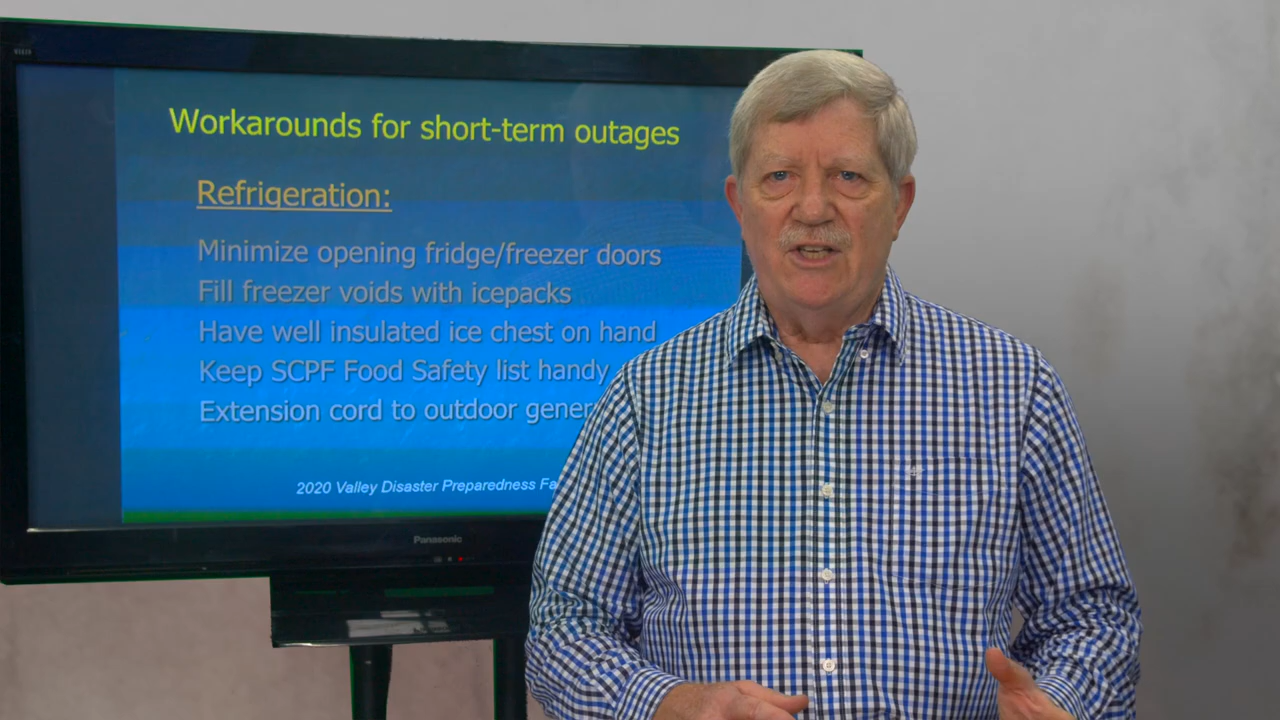 Workarounds for short-term outages
Refrigeration:
Minimize opening fridge/freezer doors
Fill freezer voids with icepacks
Have well insulated ice chest on hand
Keep SCPF Food Safety list handy
Extension cord to outdoor gener
2020 Valley Disaster Preparedness Fa
Panasonic